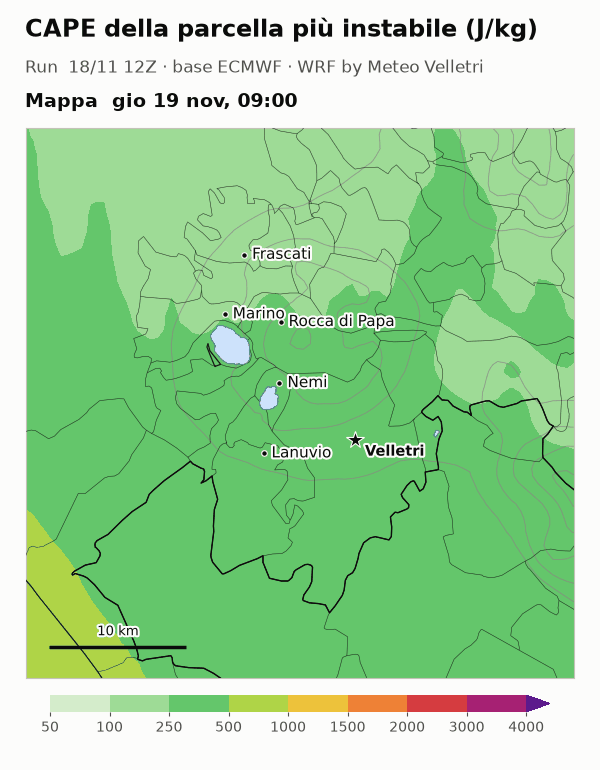 CAPE della parcella più instabile (J/kg)
Run  18/11 12Z · base ECMWF · WRF by Meteo Velletri
Mappa  gio 19 nov, 09:00
Frascati
Marino
Rocca di Papa
Nemi
Velletri
Lanuvio
10 km
50 100 250 500 1000 1500 2000 3000 4000